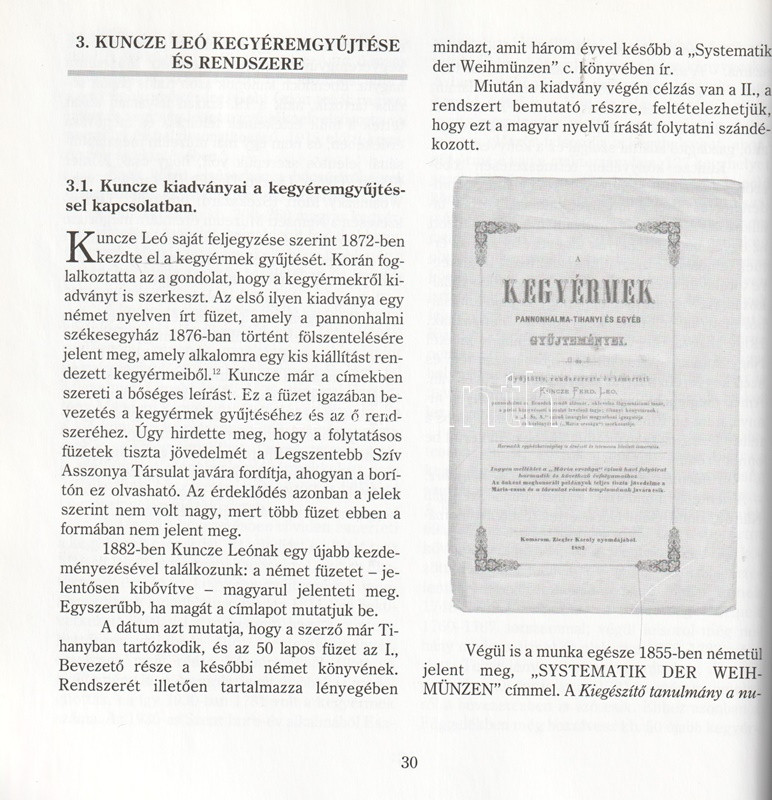 3. KUNCZE LEÓ KEGYÉREMGYŰJTÉSE
ÉS RENDSZERE
3.1. Kuncze kiadványai a kegyéremgyűjtés-
sel kapcsolatban.
Kuncze Leó saját feljegyzése szerint 1872-ben
kezdte el a kegyérmek gyűjtését. Korán fog-
lalkoztatta az a gondolat, hogy a kegyérmekről ki-
adványt is szerkeszt. Az első ilyen kiadványa egy
német nyelven írt füzet, amely a pannonhalmi
székesegyház 1876-ban történt fölszentelésére
jelent meg, amely alkalomra egy kis kiállítást ren-
dezett kegyérmeiből.¹² Kuncze már a címekben
szereti a bőséges leírást. Ez a füzet igazában be-
vezetés a kegyérmek gyűjtéséhez és az ő rend-
szeréhez. Úgy hirdette meg, hogy a folytatásos
füzetek tiszta jövedelmét a Legszentebb Szív
Asszonya Társulat javára fordítja, ahogyan a borí-
tón ez olvasható. Az érdeklődés azonban a jelek
szerint nem volt nagy, mert több füzet ebben a
formában nem jelent meg.
1882-ben Kuncze Leónak egy újabb kezde-
ményezésével találkozunk: a német füzetet – je-
lentősen kibővítve – magyarul jelenteti meg.
Egyszerűbb, ha magát a címlapot mutatjuk be.
A dátum azt mutatja, hogy a szerző már Ti-
hanyban tartózkodik, és az 50 lapos füzet az I.,
Bevezető része a későbbi német könyvének.
Rendszerét illetően tartalmazza lényegében
mindazt, amit három évvel később a „Systematik
der Weihmünzen” c. könyvében ír.
Miután a kiadvány végén célzás van a II., a
rendszert bemutató részre, feltételezhetjük,
hogy ezt a magyar nyelvű írását folytatni szándé-
kozott.
A
KEGYÉRMEK
PANNONHALMA-TIHANYI ÉS EGYÉB
GYŰJTEMÉNYEI.
Gyűjtötte, rendszerezte és ismerteti
KUNCZE FERD. LEO,
Komárom, Ziegler Károly nyomdájából.
1882.
Végül is a munka egésze 1855-ben németül
jelent meg, „SYSTEMATIK DER WEIH-
MÜNZEN” címmel. A Kiegészítő tanulmány a nu-
30